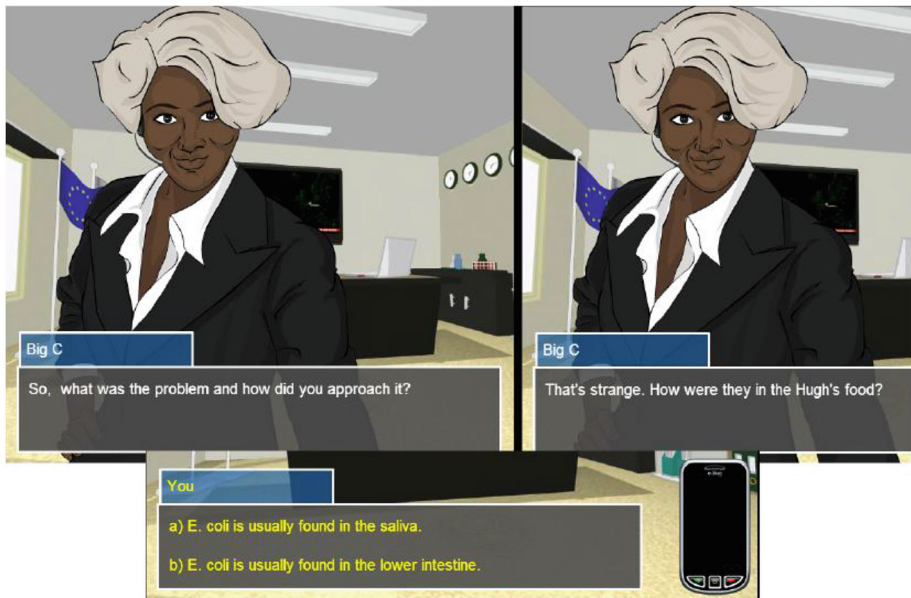 Big C
So, what was the problem and how did you approach it?
Big C
That's strange. How were they in the Hugh's food?
You
a) E. coli is usually found in the saliva.
b) E. coli is usually found in the lower intestine.